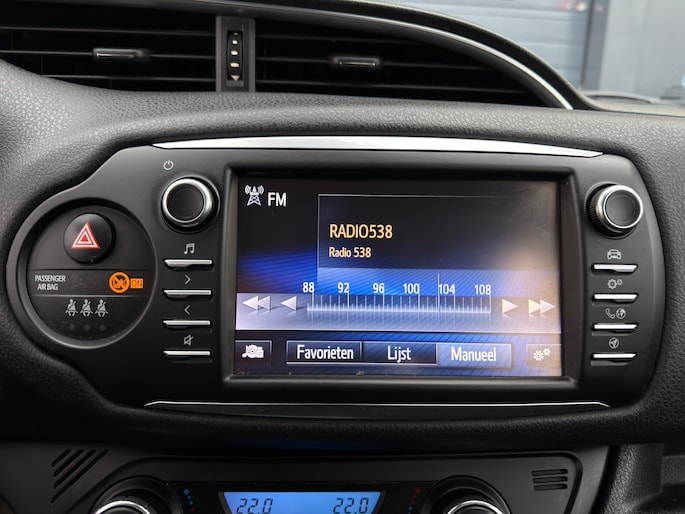 FM
RADIO538
Radio 538
88 92 96 100 104 108
Favorieten Lijst Manueel
PASSENGER
AIR BAG
ON
22.0 22.0